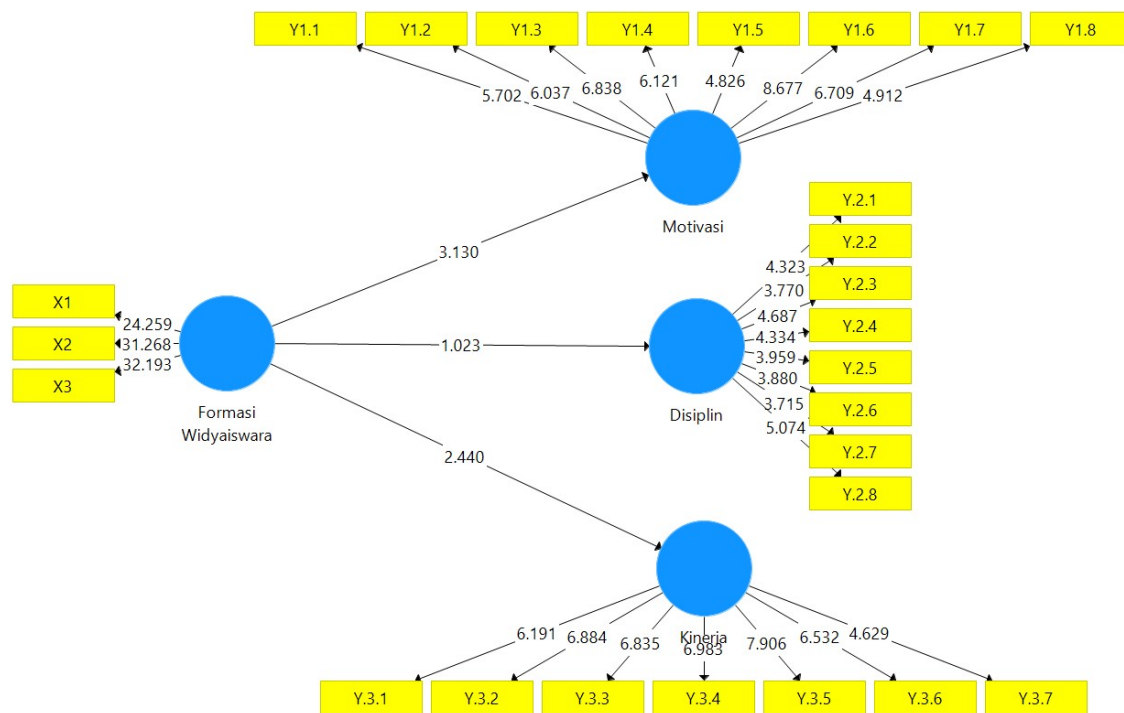 Y1.1
Y1.2
Y1.3
Y1.4
Y1.5
Y1.6
Y1.7
Y1.8
5.702
6.037
6.838
6.121
4.826
8.677
6.709
4.912
Motivasi
3.130
X1
X2
X3
24.259
31.268
32.193
Formasi
Widyaiswara
1.023
2.440
Y.2.1
Y.2.2
Y.2.3
Y.2.4
Y.2.5
Y.2.6
Y.2.7
Y.2.8
4.323
3.770
4.687
4.334
3.959
3.880
3.715
5.074
Disiplin
Kinerja
6.191
6.884
6.835
6.983
7.906
6.532
4.629
Y.3.1
Y.3.2
Y.3.3
Y.3.4
Y.3.5
Y.3.6
Y.3.7